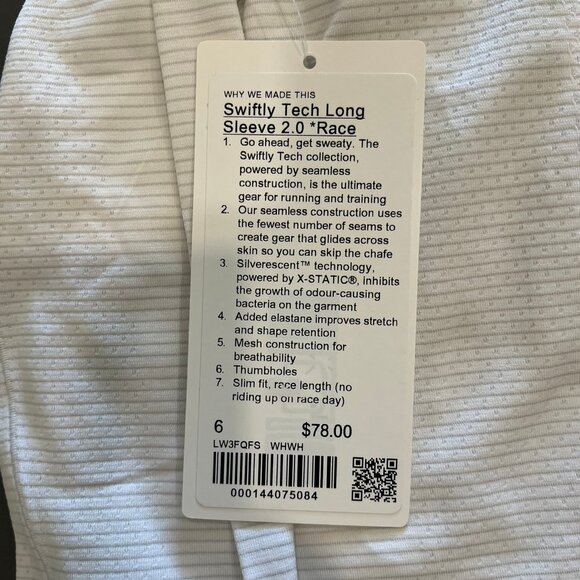 WHY WE MADE THIS
Swiftly Tech Long
Sleeve 2.0 *Race
1. Go ahead, get sweaty. The
Swiftly Tech collection,
powered by seamless
construction, is the ultimate
gear for running and training
2. Our seamless construction uses
the fewest number of seams to
create gear that glides across
skin so you can skip the chafe
3. Silverescent™ technology,
powered by X-STATIC®, inhibits
the growth of odour-causing
bacteria on the garment
4. Added elastane improves stretch
and shape retention
5. Mesh construction for
breathability
6. Thumbholes
7. Slim fit, race length (no
riding up on race day)
6 $78.00
LW3FQFS WHWH
000144075084